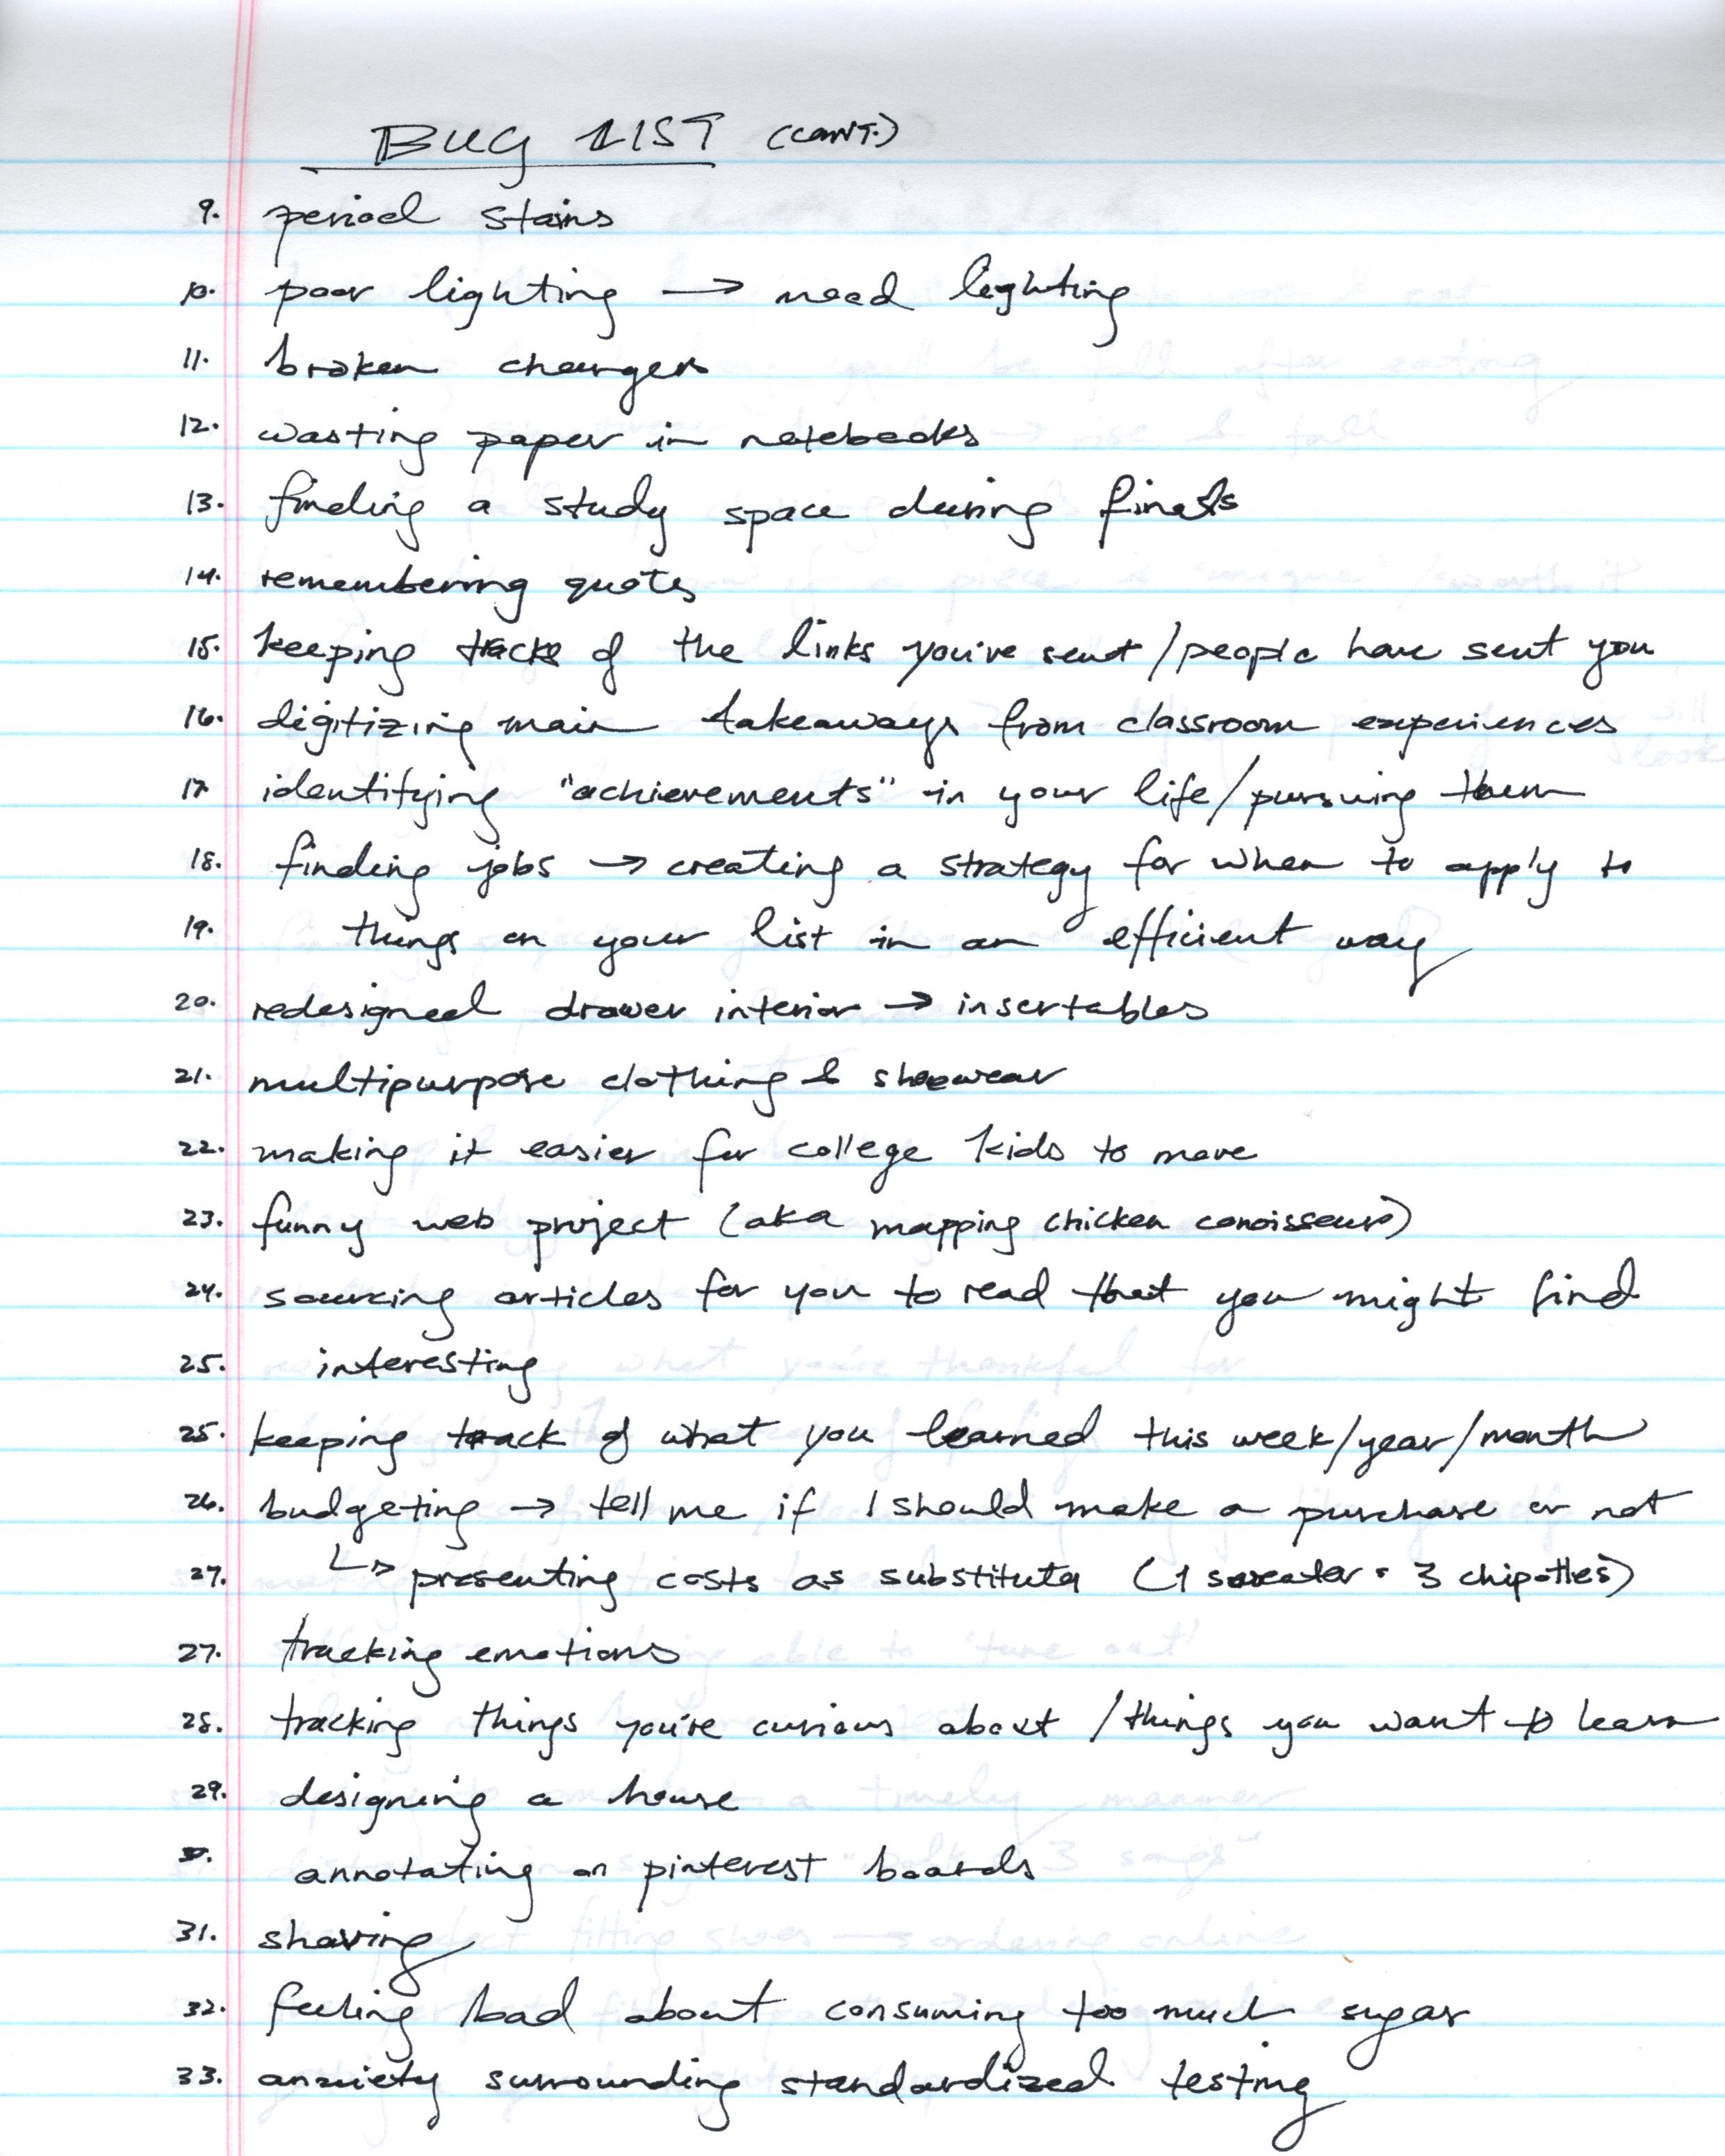 BUG LIST (CONT.)
9. period stains
10. poor lighting → need lighting
11. broken chargers
12. wasting paper in notebooks
13. finding a study space during finals
14. remembering quotes
15. keeping tracks of the links you've sent/people have sent you
16. digitizing main takeaways from classroom experiences
17. identifying "achievements" in your life/pursuing them
18. finding jobs → creating a strategy for when to apply to
19. things on your list in an efficient way
20. redesigned drawer interior → insertables
21. multipurpose clothing & shoewear
22. making it easier for college kids to move
23. funny web project (aka mapping chicken conoisseurs)
24. sourcing articles for you to read that you might find
25. interesting
25. keeping track of what you learned this week/year/month
26. budgeting → tell me if I should make a purchase or not
27. ↳ presenting costs as substitutes (1 sweater = 3 chipotles)
27. tracking emotions
28. tracking things you're curious about/things you want to learn
29. designing a house
30. annotating on pinterest boards
31. shaving
32. feeling bad about consuming too much sugar
33. anxiety surrounding standardized testing